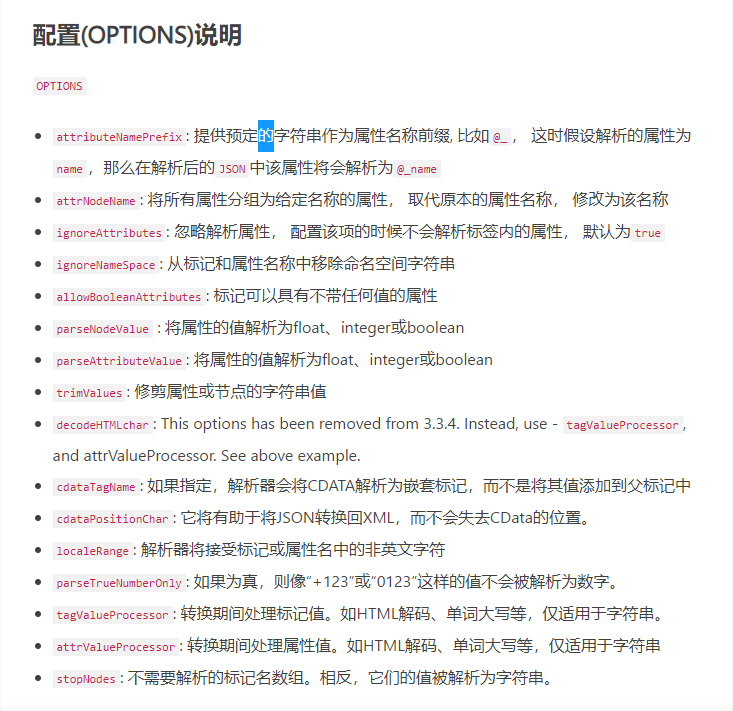 配置(OPTIONS)说明
OPTIONS
attributeNamePrefix: 提供预定的字符串作为属性名称前缀, 比如 @_ ， 这时假设解析的属性为
name ，那么在解析后的 JSON 中该属性将会解析为 @_name
attrNodeName: 将所有属性分组为给定名称的属性， 取代原本的属性名称， 修改为该名称
ignoreAttributes: 忽略解析属性， 配置该项的时候不会解析标签内的属性， 默认为 true
ignoreNameSpace: 从标记和属性名称中移除命名空间字符串
allowBooleanAttributes: 标记可以具有不带任何值的属性
parseNodeValue : 将属性的值解析为float、integer或boolean
parseAttributeValue: 将属性的值解析为float、integer或boolean
trimValues: 修剪属性或节点的字符串值
decodeHTMLchar: This options has been removed from 3.3.4. Instead, use - tagValueProcessor,
and attrValueProcessor. See above example.
cdataTagName: 如果指定，解析器会将CDATA解析为嵌套标记，而不是将其值添加到父标记中
cdataPositionChar: 它将有助于将JSON转换回XML，而不会失去CData的位置。
localeRange: 解析器将接受标记或属性名中的非英文字符
parseTrueNumberOnly: 如果为真，则像“+123”或“0123”这样的值不会被解析为数字。
tagValueProcessor: 转换期间处理标记值。如HTML解码、单词大写等，仅适用于字符串。
attrValueProcessor: 转换期间处理属性值。如HTML解码、单词大写等，仅适用于字符串
stopNodes: 不需要解析的标记名数组。相反，它们的值被解析为字符串。